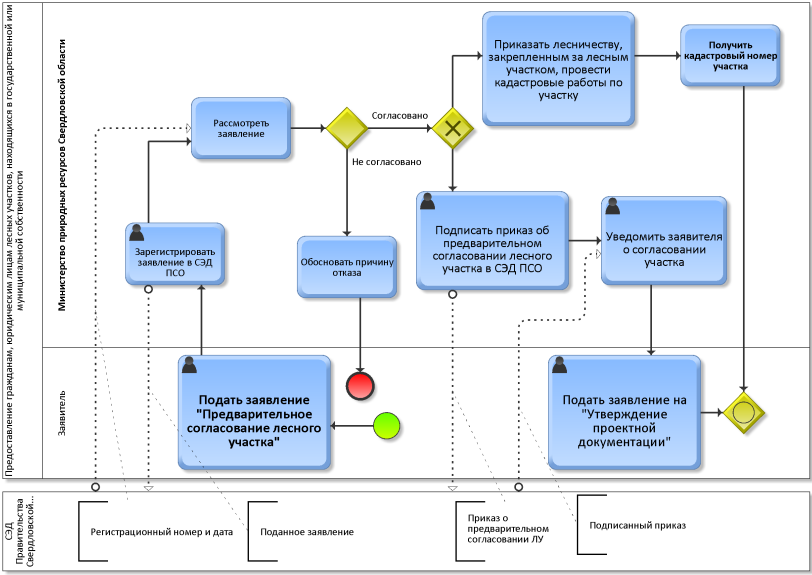 Предоставление гражданам, юридическим лицам лесных участков, находящихся в государственной или
муниципальной собственности
Министерство природных ресурсов Свердловской области
Рассмотреть
заявление
Согласовано
Не согласовано
Приказать лесничеству,
закрепленным за лесным
участком, провести
кадастровые работы по
участку
Получить
кадастровый номер
участка
Зарегистрировать
заявление в СЭД
ПСО
Обосновать причину
отказа
Подписать приказ об
предварительном
согласовании лесного
участка в СЭД ПСО
Уведомить заявителя
о согласовании
участка
Заявитель
Подать заявление
"Предварительное
согласование лесного
участка"
Подать заявление на
"Утверждение
проектной
документации"
СЭД
Правительства
Свердловской...
Регистрационный номер и дата
Поданное заявление
Приказ о
предварительном
согласовании ЛУ
Подписанный приказ